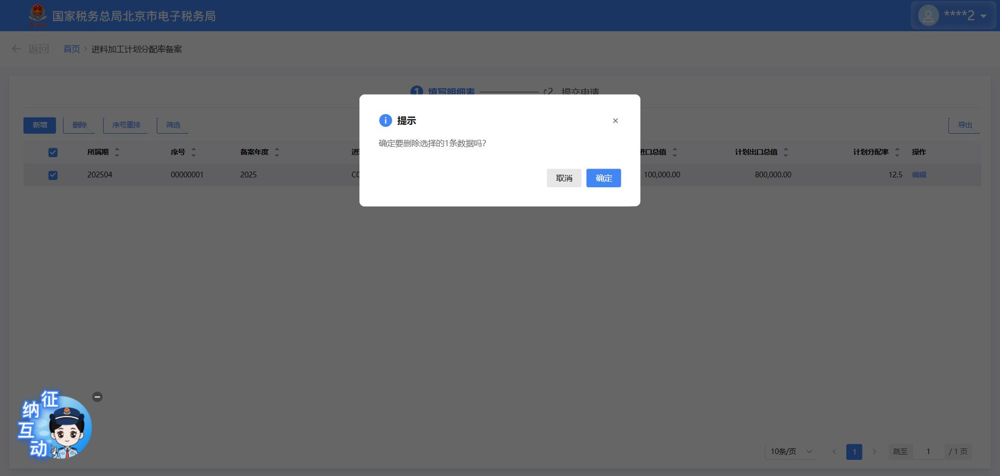 国家税务总局北京市电子税务局
****2
返回 首页 > 进料加工计划分配率备案
1 填写明细表 2 提交申请
新增 删除 序号重排 筛选 导出
提示
确定要删除选择的1条数据吗?
取消 确定
所属期 序号 备案年度 进 进口总值 计划出口总值 计划分配率 操作
202504 00000001 2025 C0 100,000.00 800,000.00 12.5 编辑
征纳互动
10条/页 1 跳至 1 / 1 页